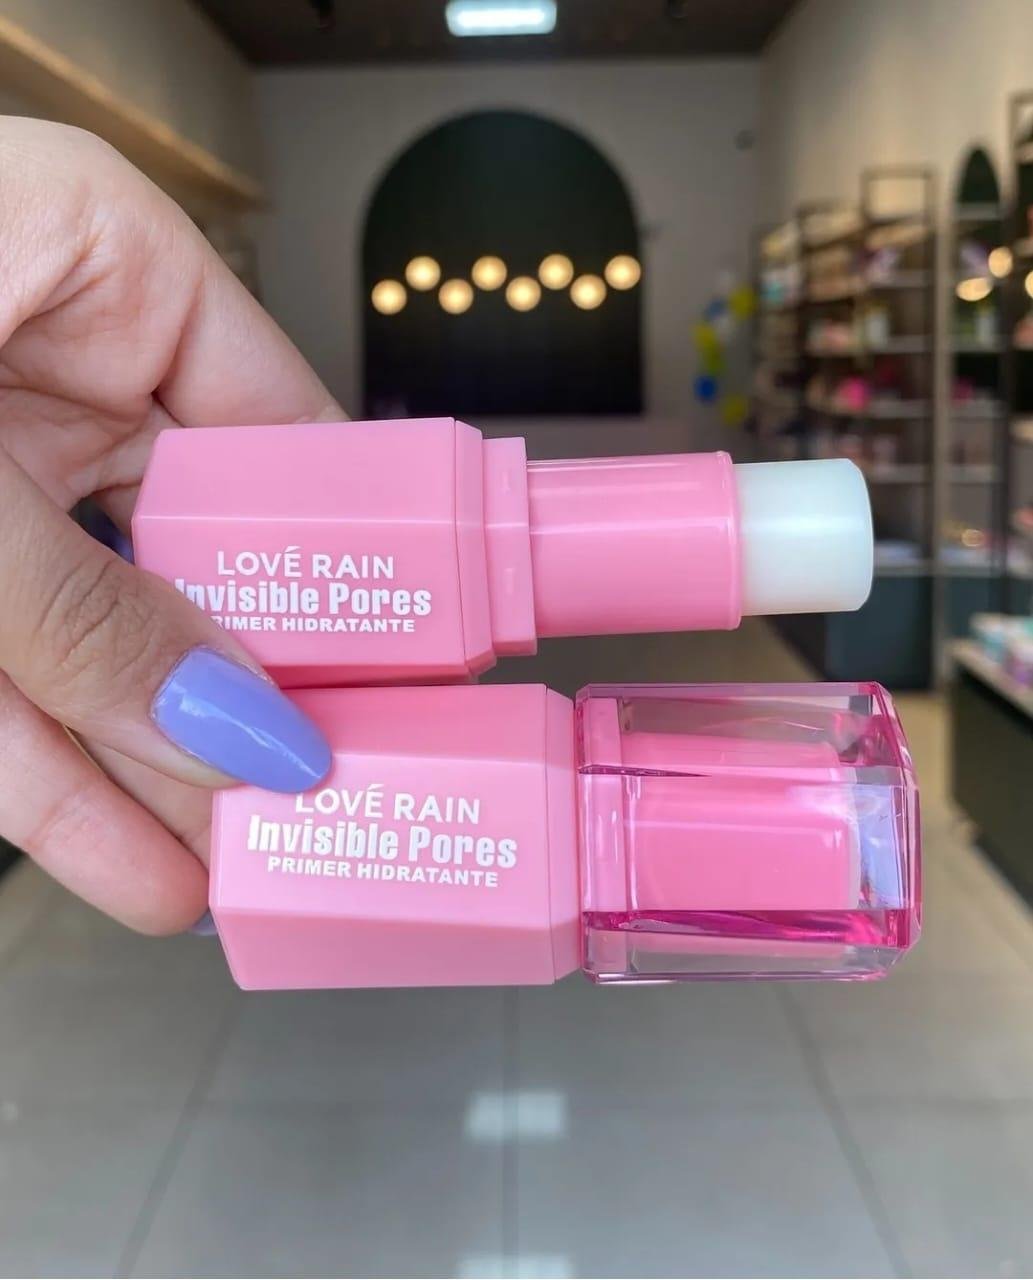 LOVÉ RAIN
Invisible Pores
PRIMER HIDRATANTE
LOVÉ RAIN
Invisible Pores
PRIMER HIDRATANTE